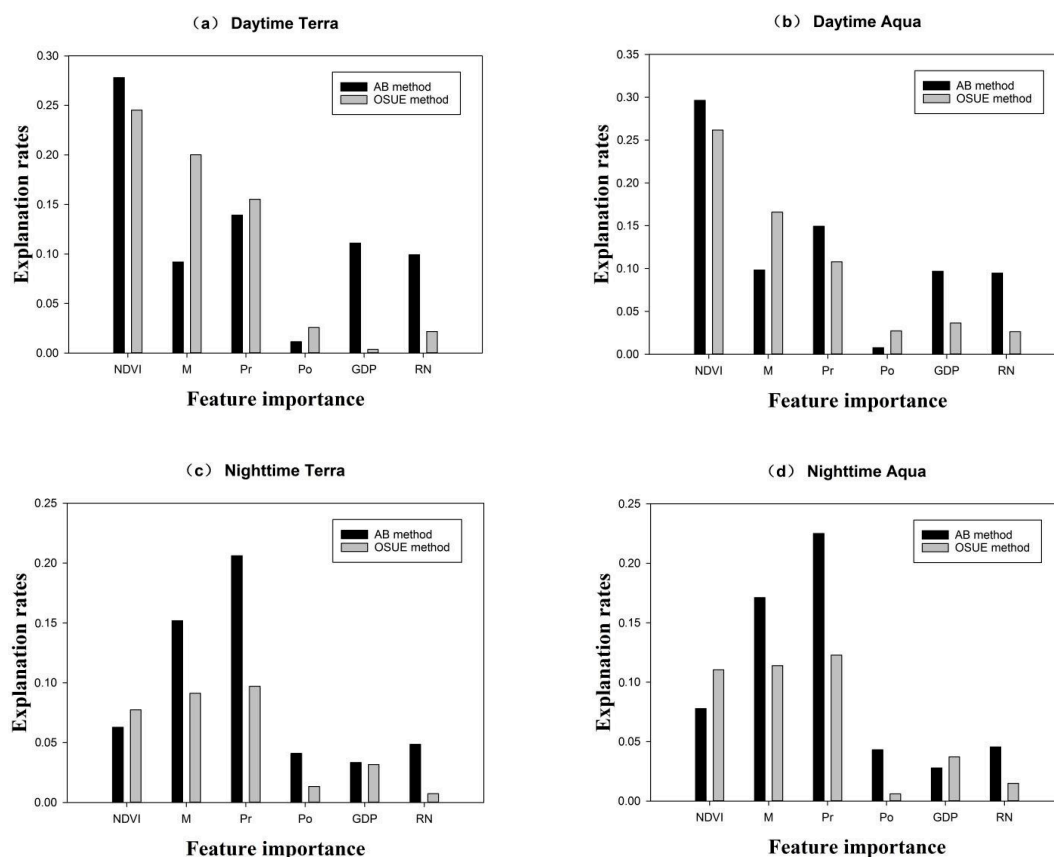 （a） Daytime Terra
0.30
0.25
0.20
0.15
0.10
0.05
0.00
Explanation rates
AB method
OSUE method
NDVI M Pr Po GDP RN
Feature importance
（b） Daytime Aqua
0.35
0.30
0.25
0.20
0.15
0.10
0.05
0.00
Explanation rates
AB method
OSUE method
NDVI M Pr Po GDP RN
Feature importance
（c） Nighttime Terra
0.25
0.20
0.15
0.10
0.05
0.00
Explanation rates
AB method
OSUE method
NDVI M Pr Po GDP RN
Feature importance
（d） Nighttime Aqua
0.25
0.20
0.15
0.10
0.05
0.00
Explanation rates
AB method
OSUE method
NDVI M Pr Po GDP RN
Feature importance